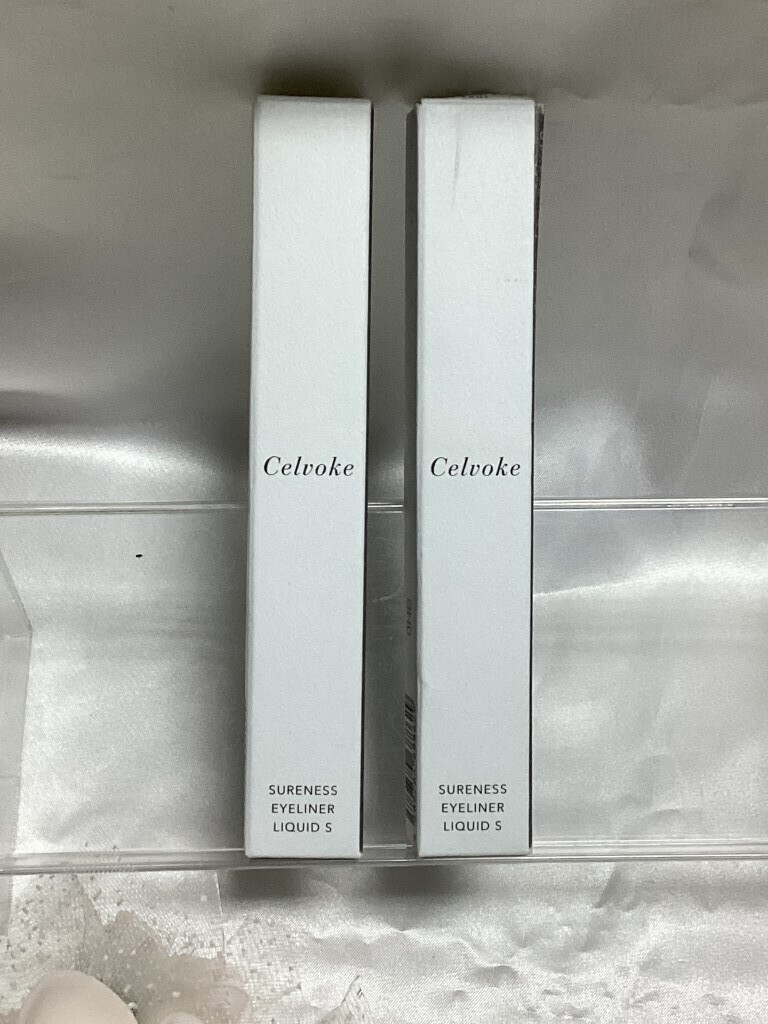 Celvoke
SURENESS
EYELINER
LIQUID S
Celvoke
SURENESS
EYELINER
LIQUID S